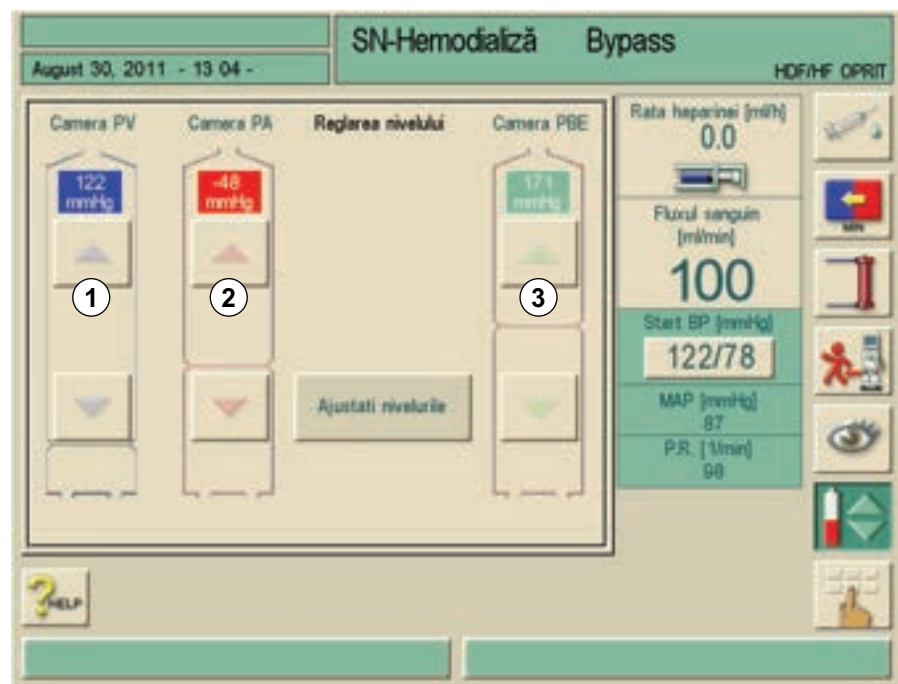 SN-Hemodializă Bypass
August 30, 2011 - 13 04 -
HDF/HF OPRIT
Camera PV
Camera PA
Reglarea nivelului
Camera PBE
122
mmHg
-48
mmHg
171
mmHg
1
2
3
Ajustati nivelurile
Rata heparinei [ml/h]
0.0
Fluxul sanguin
[ml/min]
100
Start BP [mmHg]
122/78
MAP [mmHg]
87
P.R. [1/min]
98
MIN
HELP